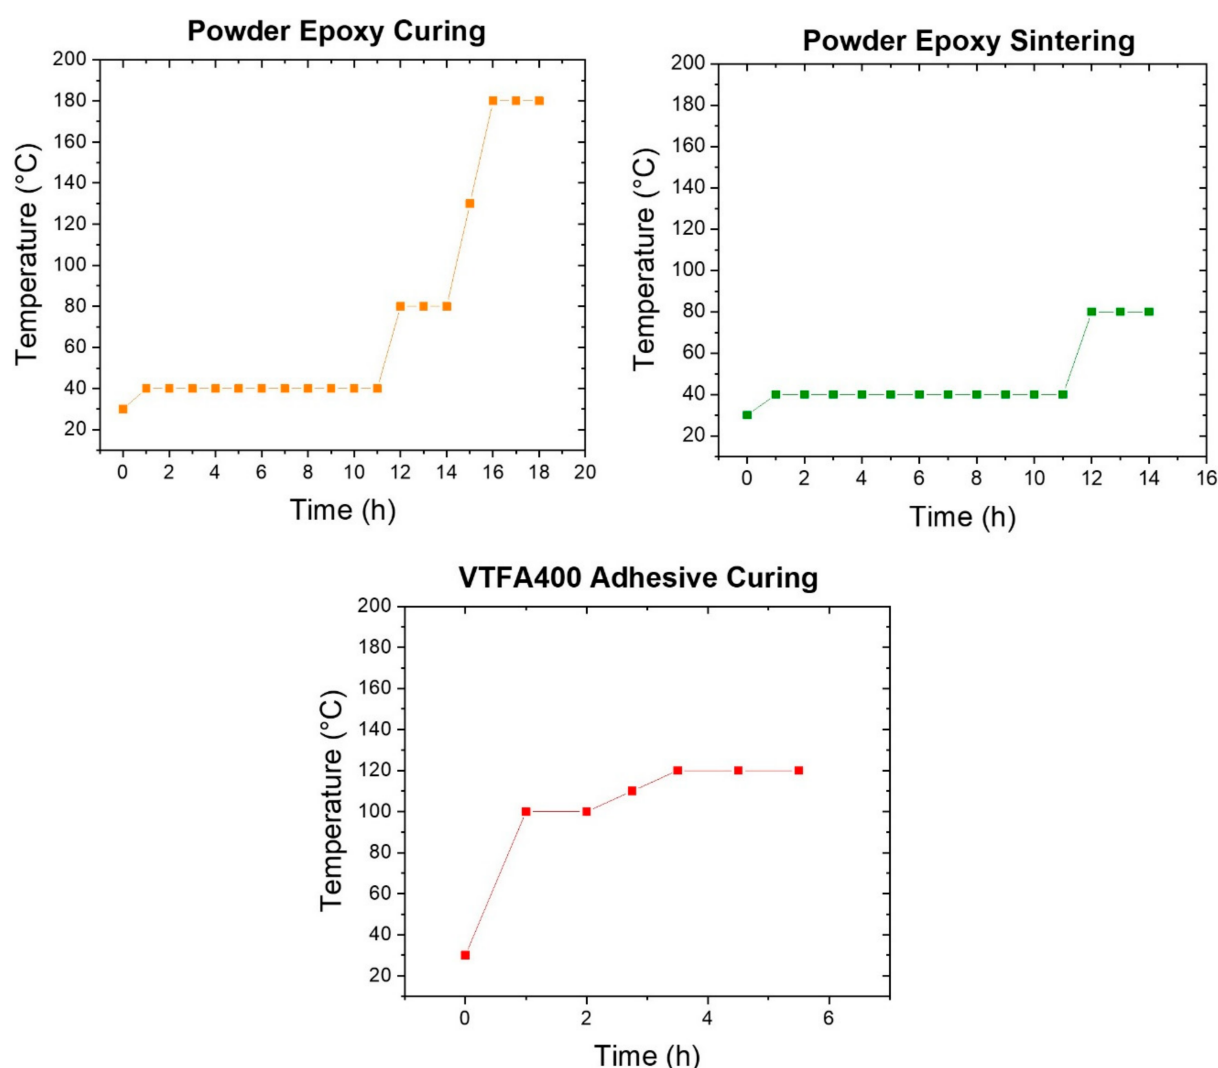 Powder Epoxy Curing
Temperature (°C)
200
180
160
140
120
100
80
60
40
20
0 2 4 6 8 10 12 14 16 18 20
Time (h)
Powder Epoxy Sintering
Temperature (°C)
200
180
160
140
120
100
80
60
40
20
0 2 4 6 8 10 12 14 16
Time (h)
VTFA400 Adhesive Curing
Temperature (°C)
200
180
160
140
120
100
80
60
40
20
0 2 4 6
Time (h)